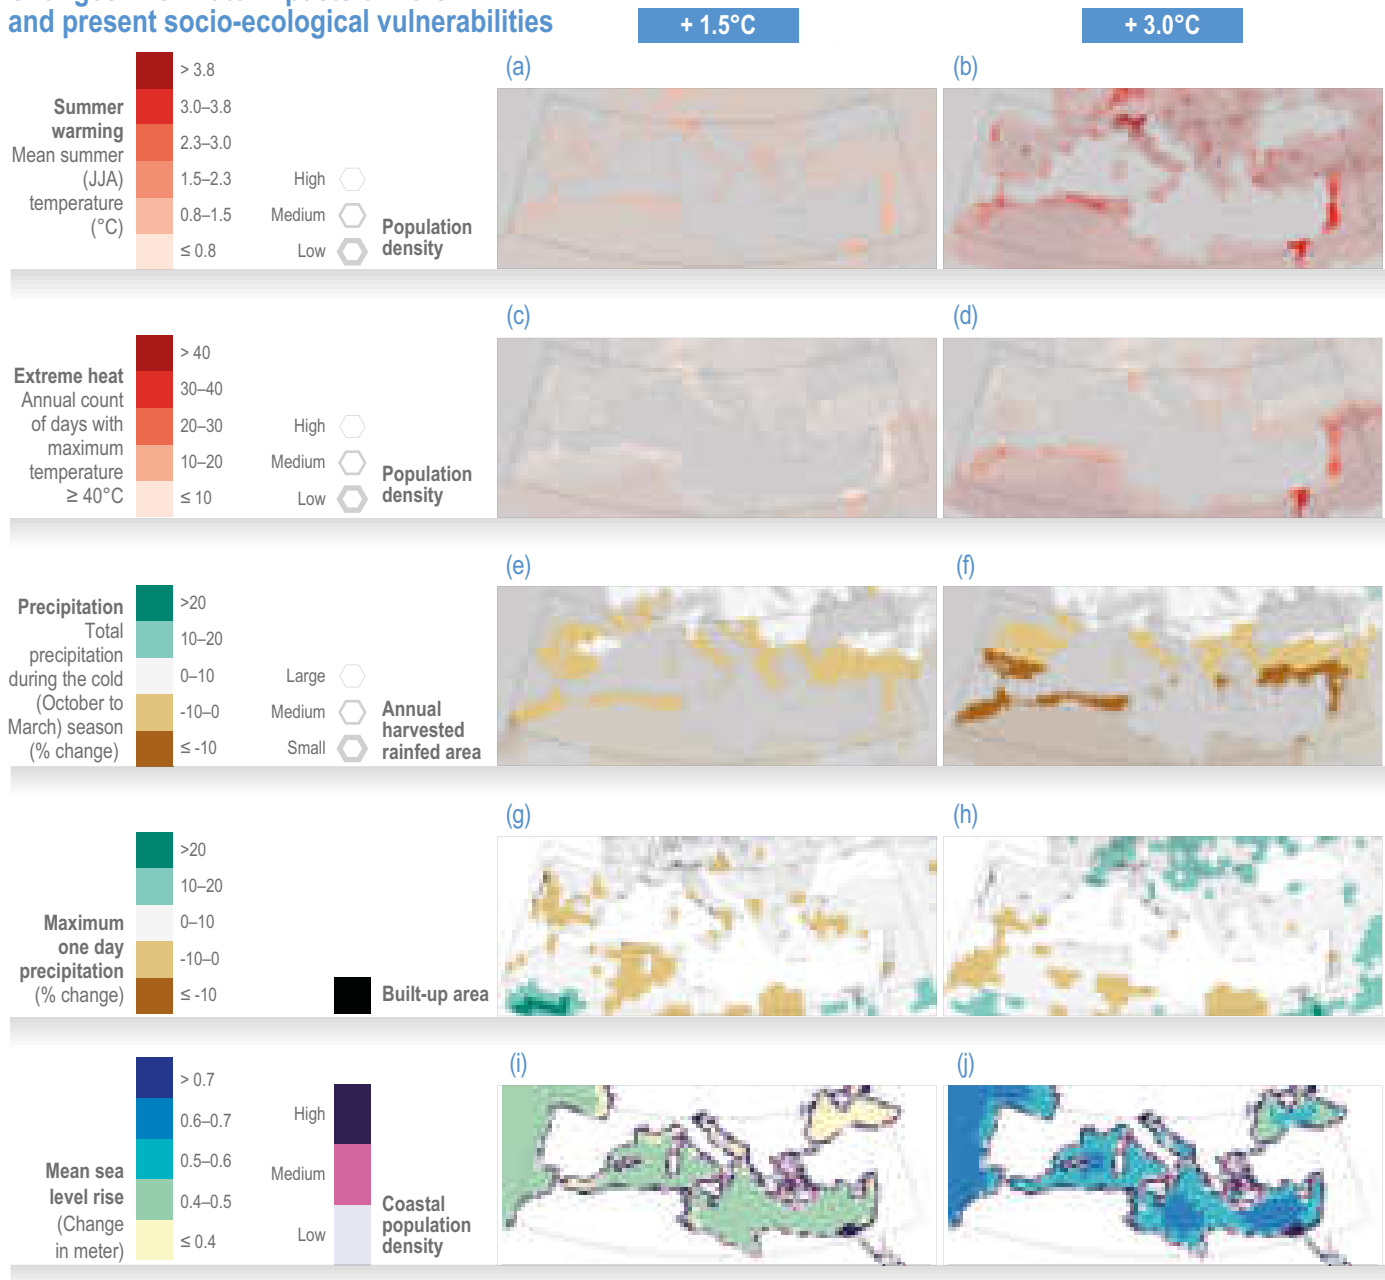 and present socio-ecological vulnerabilities
+ 1.5°C
+ 3.0°C
Summer
warming
Mean summer
(JJA)
temperature
(°C)
> 3.8
3.0–3.8
2.3–3.0
1.5–2.3
0.8–1.5
≤ 0.8
High
Medium
Low
Population
density
(a)
(b)
Extreme heat
Annual count
of days with
maximum
temperature
≥ 40°C
> 40
30–40
20–30
10–20
≤ 10
High
Medium
Low
Population
density
(c)
(d)
Precipitation
Total
precipitation
during the cold
(October to
March) season
(% change)
>20
10–20
0–10
-10–0
≤ -10
Large
Medium
Small
Annual
harvested
rainfed area
(e)
(f)
Maximum
one day
precipitation
(% change)
>20
10–20
0–10
-10–0
≤ -10
Built-up area
(g)
(h)
Mean sea
level rise
(Change
in meter)
> 0.7
0.6–0.7
0.5–0.6
0.4–0.5
≤ 0.4
High
Medium
Low
Coastal
population
density
(i)
(j)